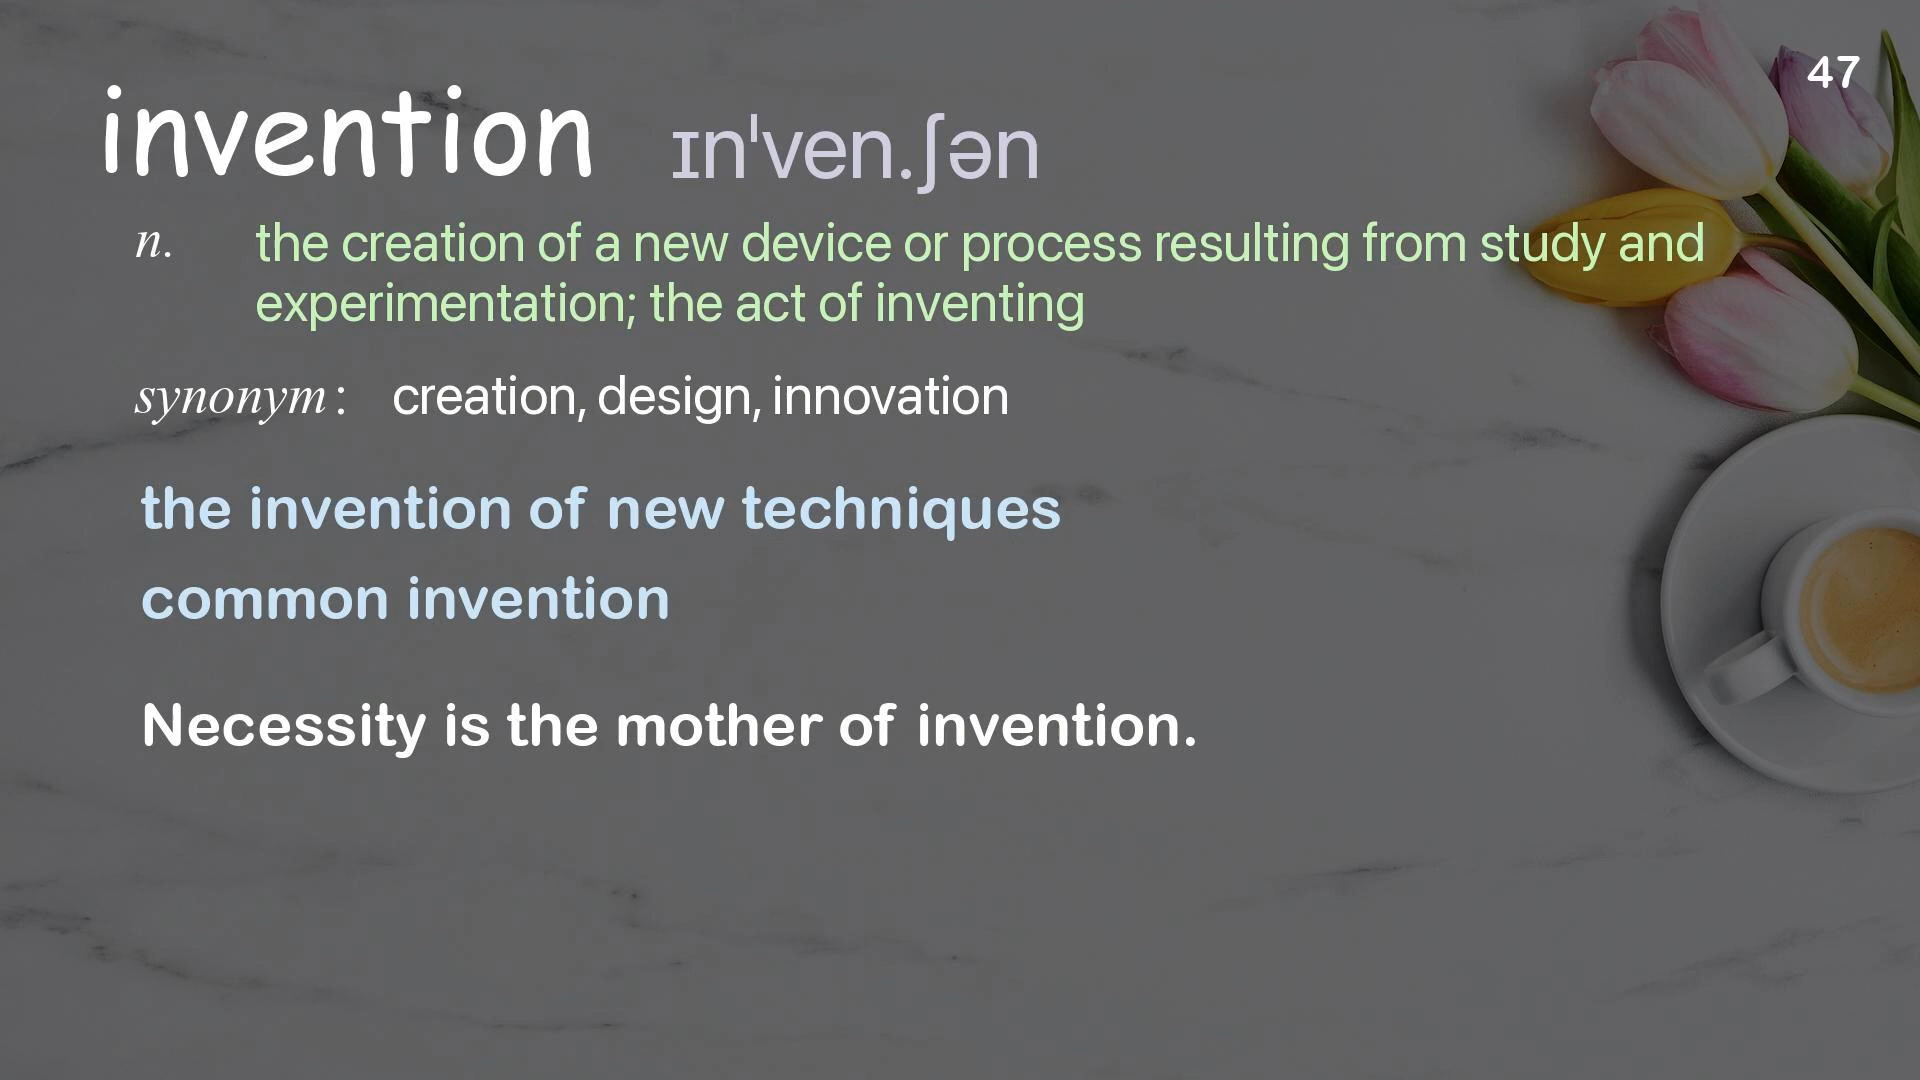 47
invention ɪnˈven.ʃən
n. the creation of a new device or process resulting from study and
experimentation; the act of inventing
synonym: creation, design, innovation
the invention of new techniques
common invention
Necessity is the mother of invention.